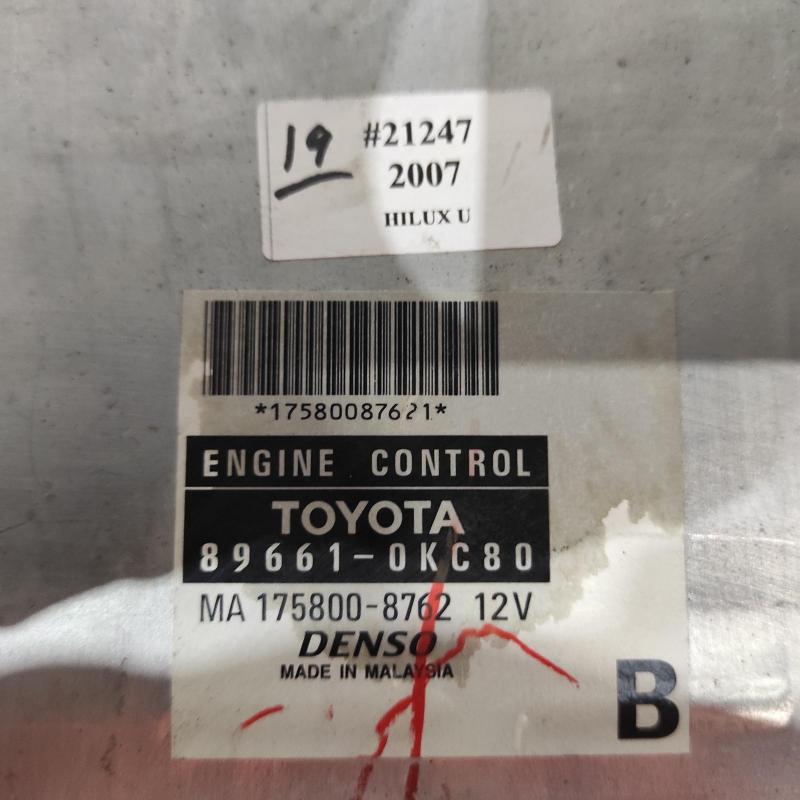 19 #21247
2007
HILUX U
*17580087621*
ENGINE CONTROL
TOYOTA
89661-0KC80
MA 175800-8762 12V
DENSO
MADE IN MALAYSIA
B